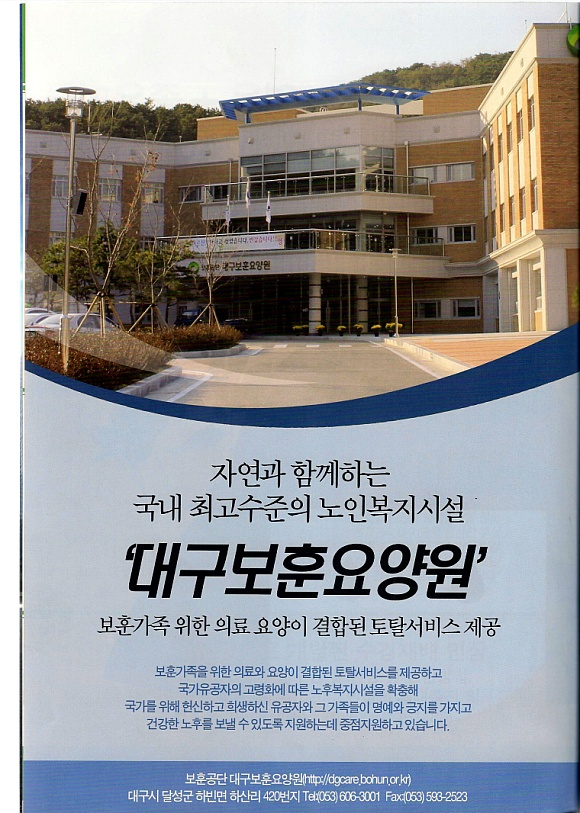 대구보훈요양원
자연과 함께하는
국내 최고수준의 노인복지시설
'대구보훈요양원'
보훈가족 위한 의료 요양이 결합된 토탈서비스 제공
보훈가족을 위한 의료와 요양이 결합된 토탈서비스를 제공하고
국가유공자의 고령화에 따른 노후복지시설을 확충해
국가를 위해 헌신하고 희생하신 유공자와 그 가족들이 명예와 긍지를 가지고
건강한 노후를 보낼 수 있도록 지원하는데 중점지원하고 있습니다.
보훈공단 대구보훈요양원(http://dgcare.bohun.or.kr)
대구시 달성군 하빈면 하산리 420번지 Tel:(053) 606-3001 Fax:(053) 593-2523